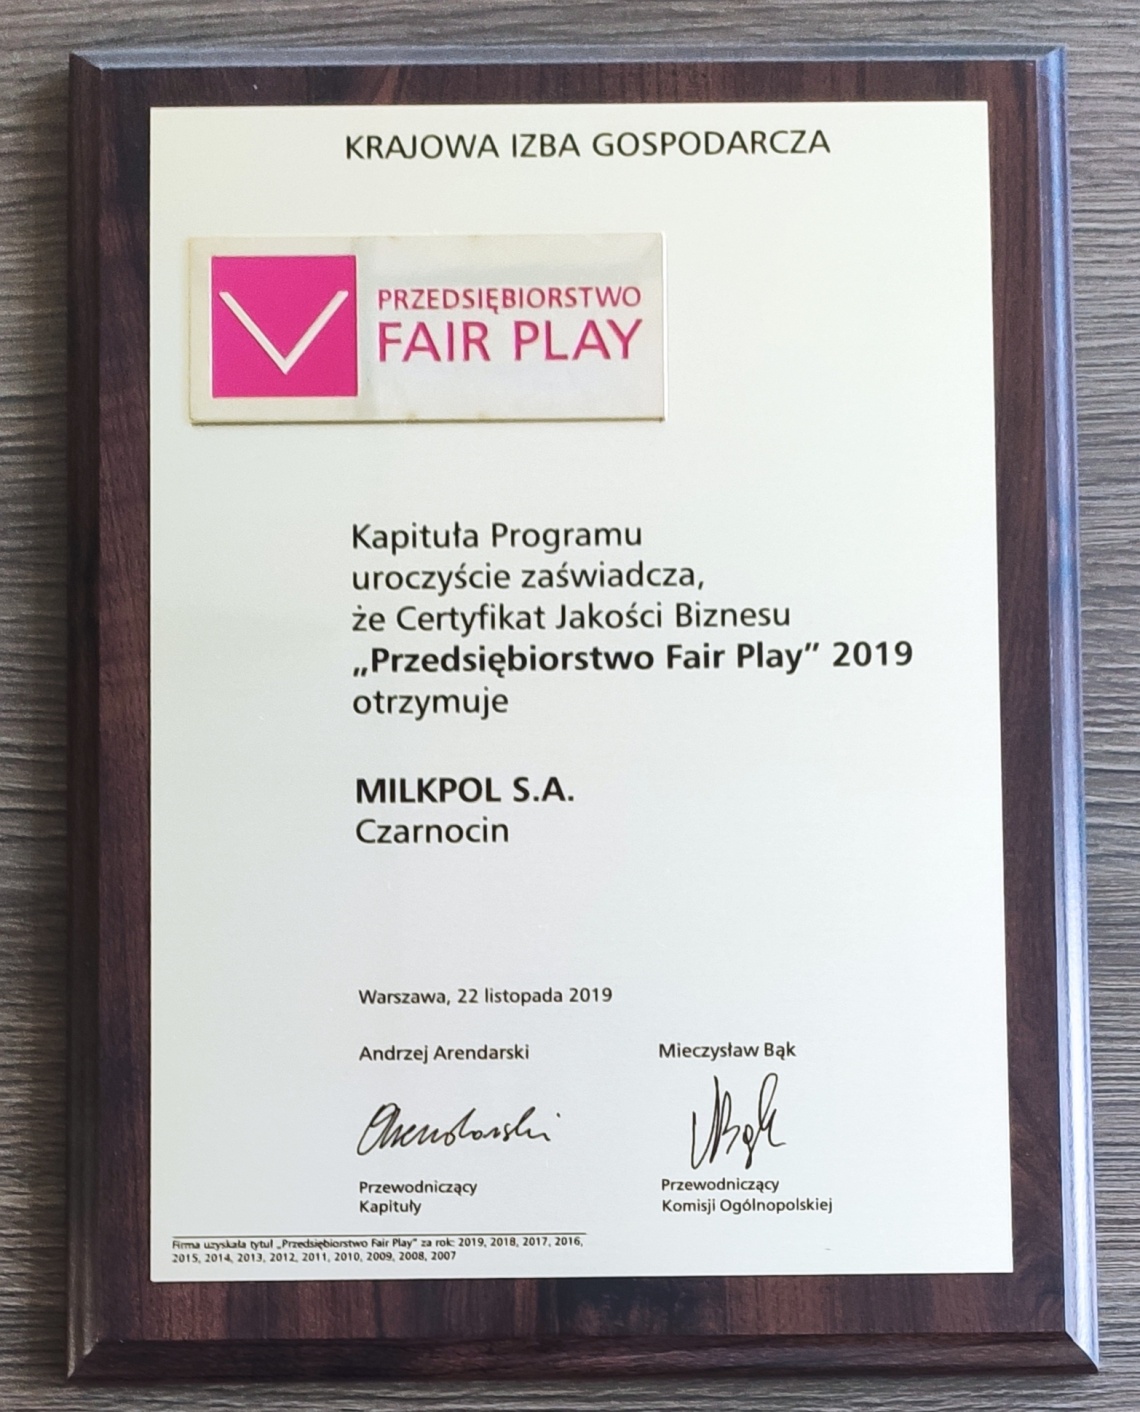 KRAJOWA IZBA GOSPODARCZA
PRZEDSIĘBIORSTWO
FAIR PLAY
Kapituła Programu
uroczyście zaświadcza,
że Certyfikat Jakości Biznesu
„Przedsiębiorstwo Fair Play” 2019
otrzymuje
MILKPOL S.A.
Czarnocin
Warszawa, 22 listopada 2019
Andrzej Arendarski
Mieczysław Bąk
Arendarski
MBąk
Przewodniczący
Kapituły
Przewodniczący
Komisji Ogólnopolskiej
Firma uzyskała tytuł „Przedsiębiorstwo Fair Play” za rok: 2019, 2018, 2017, 2016,
2015, 2014, 2013, 2012, 2011, 2010, 2009, 2008, 2007